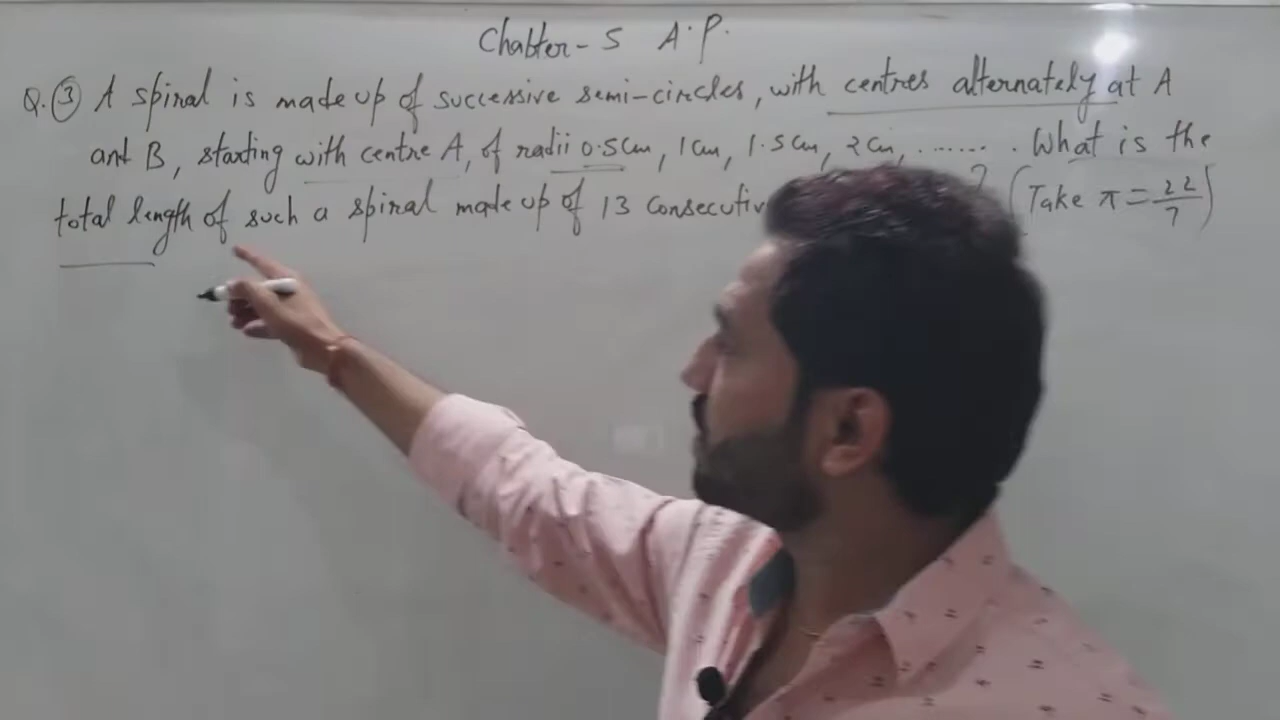 Chabter - 5 A.P.
Q. ③ A spiral is made up of successive semi-circles, with centres alternately at A
and B, starting with centre A, of radii 0.5cm, 1cm, 1.5cm, 2cm, ....... . What is the
total length of such a spiral made up of 13 consecutiv ? (Take π = 22/7)